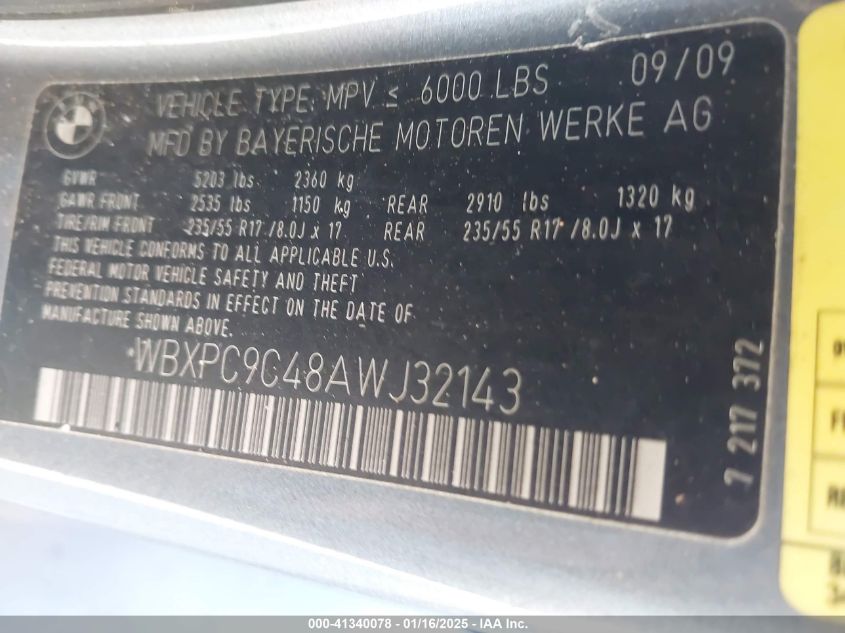 09/09
VEHICLE TYPE: MPV ≤ 6000 LBS
MFD BY BAYERISCHE MOTOREN WERKE AG
GVWR 5203 lbs 2360 kg
GAWR FRONT 2535 lbs 1150 kg REAR 2910 lbs 1320 kg
TIRE/RIM FRONT 235/55 R17 /8.0J x 17 REAR 235/55 R17 /8.0J x 17
THIS VEHICLE CONFORMS TO ALL APPLICABLE U.S.
FEDERAL MOTOR VEHICLE SAFETY AND THEFT
PREVENTION STANDARDS IN EFFECT ON THE DATE OF
MANUFACTURE SHOWN ABOVE.
WBXPC9C48AWJ32143
7 217 372
000-41340078 - 01/16/2025 - IAA Inc.